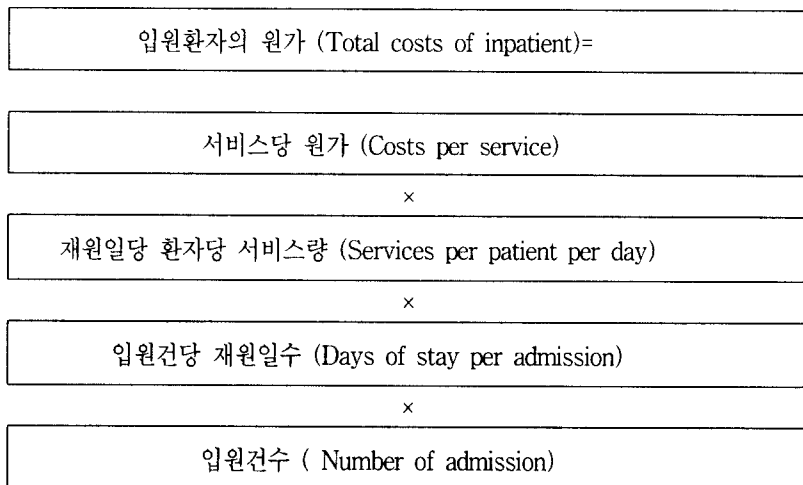 입원환자의 원가 (Total costs of inpatient)=
서비스당 원가 (Costs per service)
×
재원일당 환자당 서비스량 (Services per patient per day)
×
입원건당 재원일수 (Days of stay per admission)
×
입원건수 ( Number of admission)